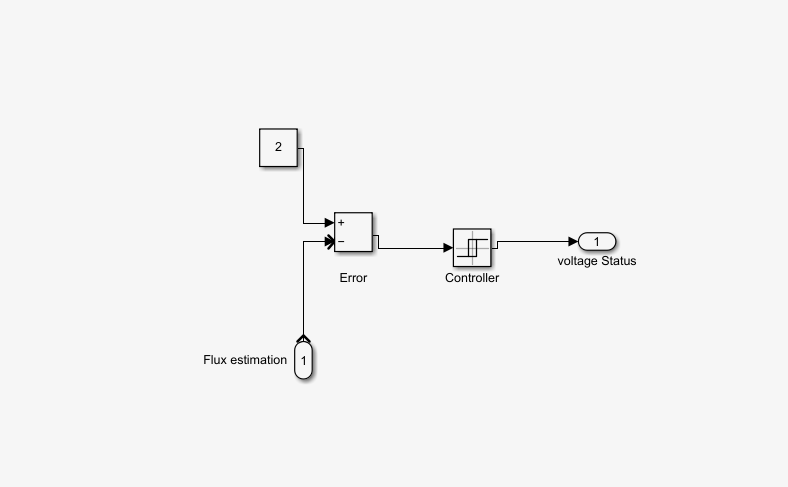 2
+
−
Error
Controller
1
voltage Status
Flux estimation
1